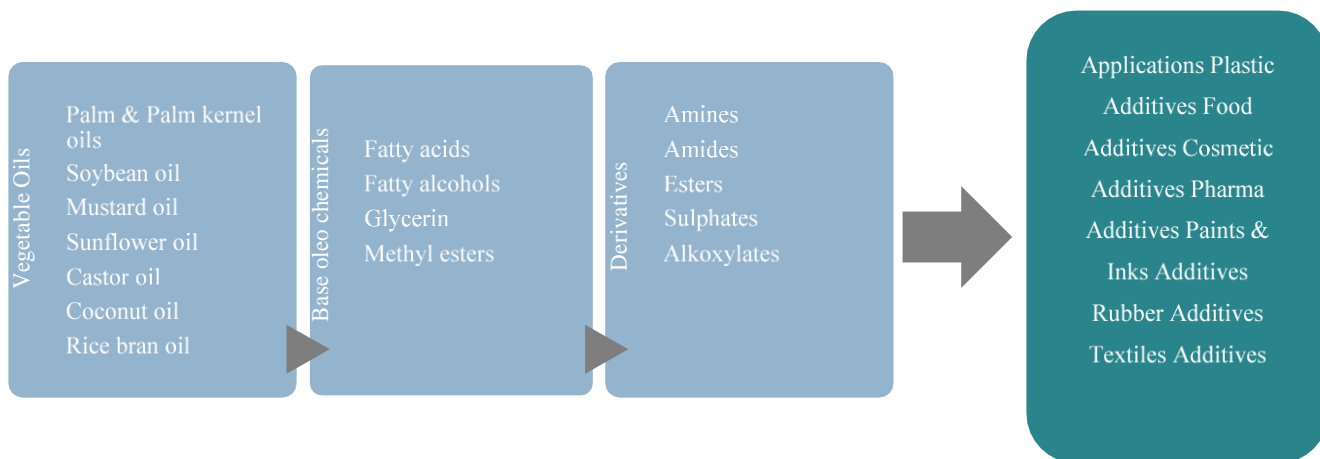 Vegetable Oils
Palm & Palm kernel
oils
Soybean oil
Mustard oil
Sunflower oil
Castor oil
Coconut oil
Rice bran oil
Base oleo chemicals
Fatty acids
Fatty alcohols
Glycerin
Methyl esters
Derivatives
Amines
Amides
Esters
Sulphates
Alkoxylates
Applications Plastic
Additives Food
Additives Cosmetic
Additives Pharma
Additives Paints &
Inks Additives
Rubber Additives
Textiles Additives